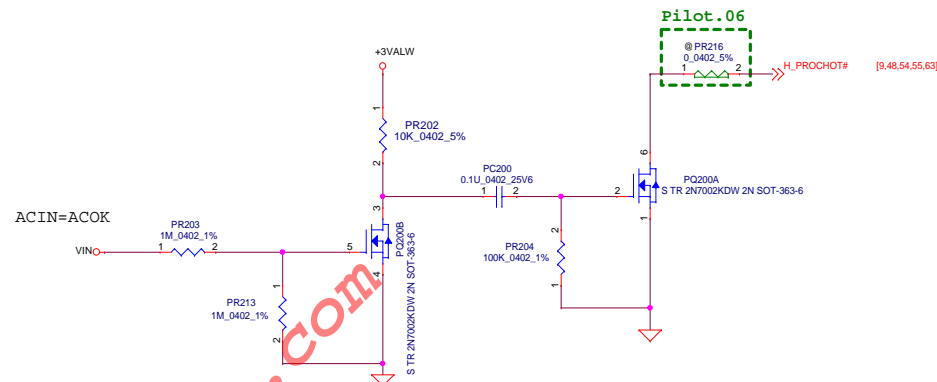 Pilot.06
@ PR216
0_0402_5%
1
2
H_PROCHOT#
[9,48,54,55,63]
+3VALW
1
PR202
10K_0402_5%
2
PC200
0.1U_0402_25V6
1
2
6
2
PQ200A
S TR 2N7002KDW 2N SOT-363-6
1
3
ACIN=ACOK
PR203
1M_0402_1%
VIN
1
2
5
PQ200B
S TR 2N7002KDW 2N SOT-363-6
4
2
PR204
100K_0402_1%
1
1
PR213
1M_0402_1%
2
.com